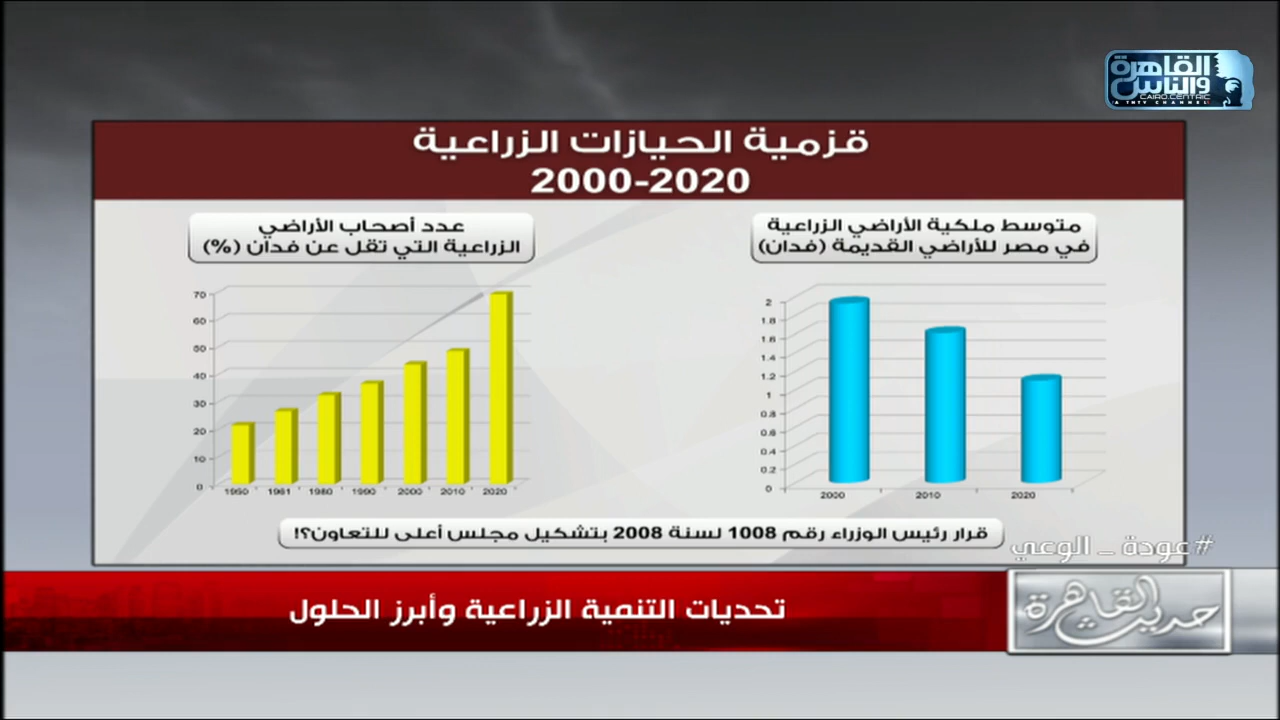 القاهرة
والناس
CAIRO.CENTRIC
A TNTV CHANNEL
قزمية الحيازات الزراعية
2000-2020
متوسط ملكية الأراضي الزراعية
في مصر للأراضي القديمة (فدان)
2
1.8
1.6
1.4
1.2
1
0.8
0.6
0.4
0.2
0
2000 2010 2020
عدد أصحاب الأراضي
الزراعية التي تقل عن فدان (%)
70
60
50
40
30
20
10
0
1950 1961 1980 1990 2000 2010 2020
قرار رئيس الوزراء رقم 1008 لسنة 2008 بتشكيل مجلس أعلى للتعاون؟!
#عودة_الوعي
حديث القاهرة
تحديات التنمية الزراعية وأبرز الحلول